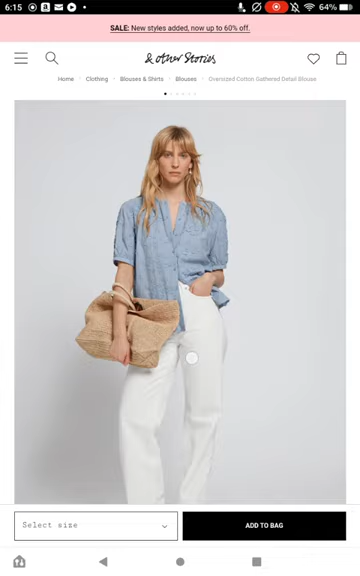 6:15
64%
SALE: New styles added, now up to 60% off.
& other Stories
Home
Clothing
Blouses & Shirts
Blouses
Oversized Cotton Gathered Detail Blouse
Select size
ADD TO BAG